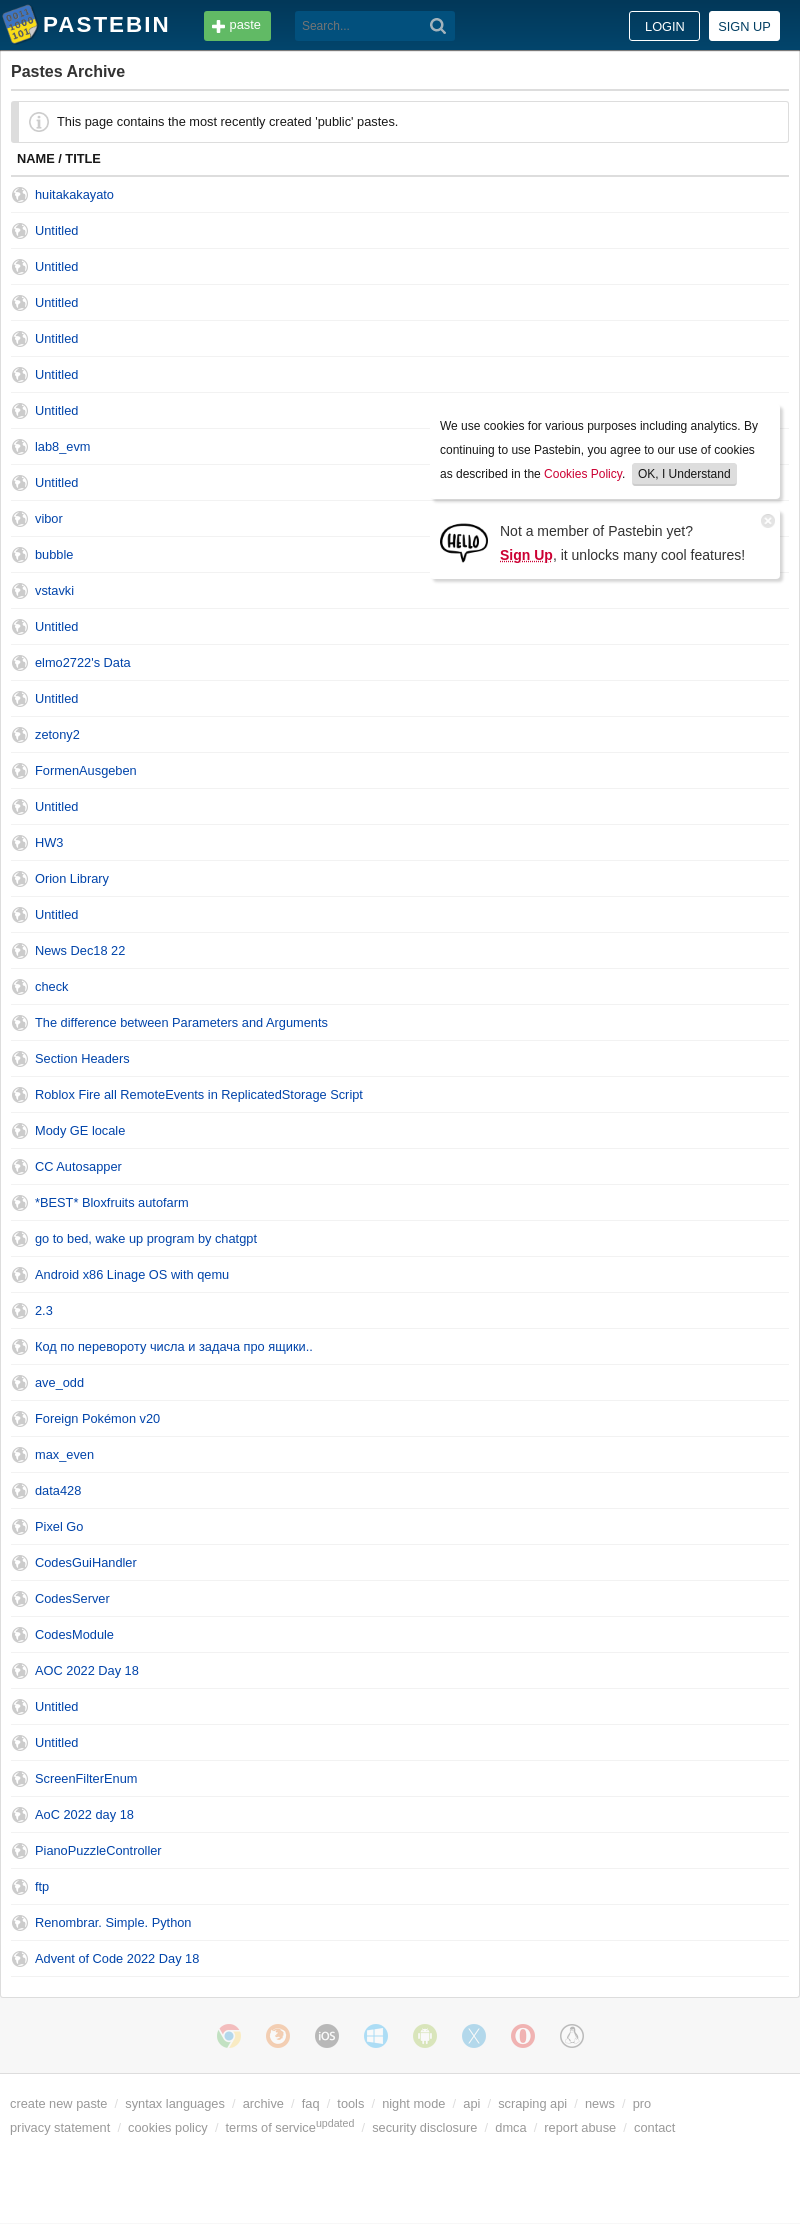 PASTEBIN
paste
Search...
LOGIN
SIGN UP
Pastes Archive
This page contains the most recently created 'public' pastes.
NAME / TITLE
huitakakayato
Untitled
Untitled
Untitled
Untitled
Untitled
Untitled
lab8_evm
Untitled
vibor
bubble
vstavki
We use cookies for various purposes including analytics. By
continuing to use Pastebin, you agree to our use of cookies
as described in the Cookies Policy. OK, I Understand
HELLO
Not a member of Pastebin yet?
Sign Up, it unlocks many cool features!
Untitled
elmo2722's Data
Untitled
zetony2
FormenAusgeben
Untitled
HW3
Orion Library
Untitled
News Dec18 22
check
The difference between Parameters and Arguments
Section Headers
Roblox Fire all RemoteEvents in ReplicatedStorage Script
Mody GE locale
CC Autosapper
*BEST* Bloxfruits autofarm
go to bed, wake up program by chatgpt
Android x86 Linage OS with qemu
2.3
Код по перевороту числа и задача про ящики..
ave_odd
Foreign Pokémon v20
max_even
data428
Pixel Go
CodesGuiHandler
CodesServer
CodesModule
AOC 2022 Day 18
Untitled
Untitled
ScreenFilterEnum
AoC 2022 day 18
PianoPuzzleController
ftp
Renombrar. Simple. Python
Advent of Code 2022 Day 18
iOS
create new paste / syntax languages / archive / faq / tools / night mode / api / scraping api / news / pro
privacy statement / cookies policy / terms of service updated / security disclosure / dmca / report abuse / contact